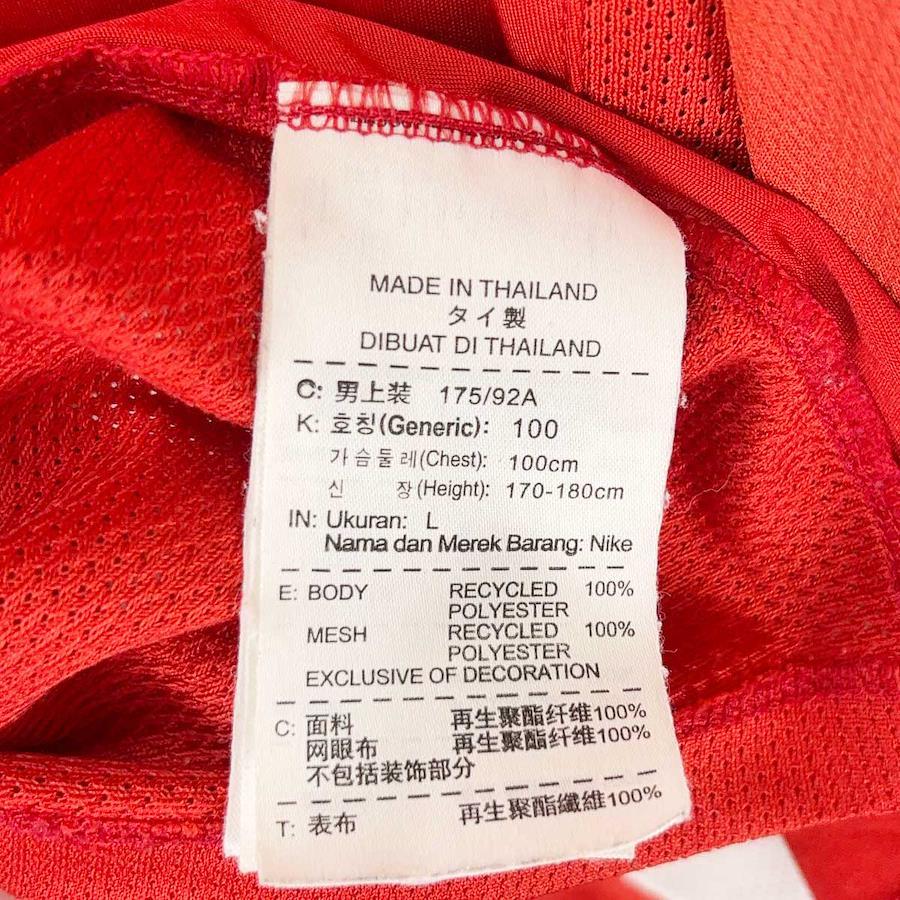 MADE IN THAILAND
タイ製
DIBUAT DI THAILAND
C: 男上装 175/92A
K: 호칭(Generic): 100
가슴둘레(Chest): 100cm
신 장(Height): 170-180cm
IN: Ukuran: L
Nama dan Merek Barang: Nike
E: BODY RECYCLED 100%
POLYESTER
MESH RECYCLED 100%
POLYESTER
EXCLUSIVE OF DECORATION
C: 面料 再生聚酯纤维100%
网眼布 再生聚酯纤维100%
不包括装饰部分
T: 表布 再生聚酯纖維100%